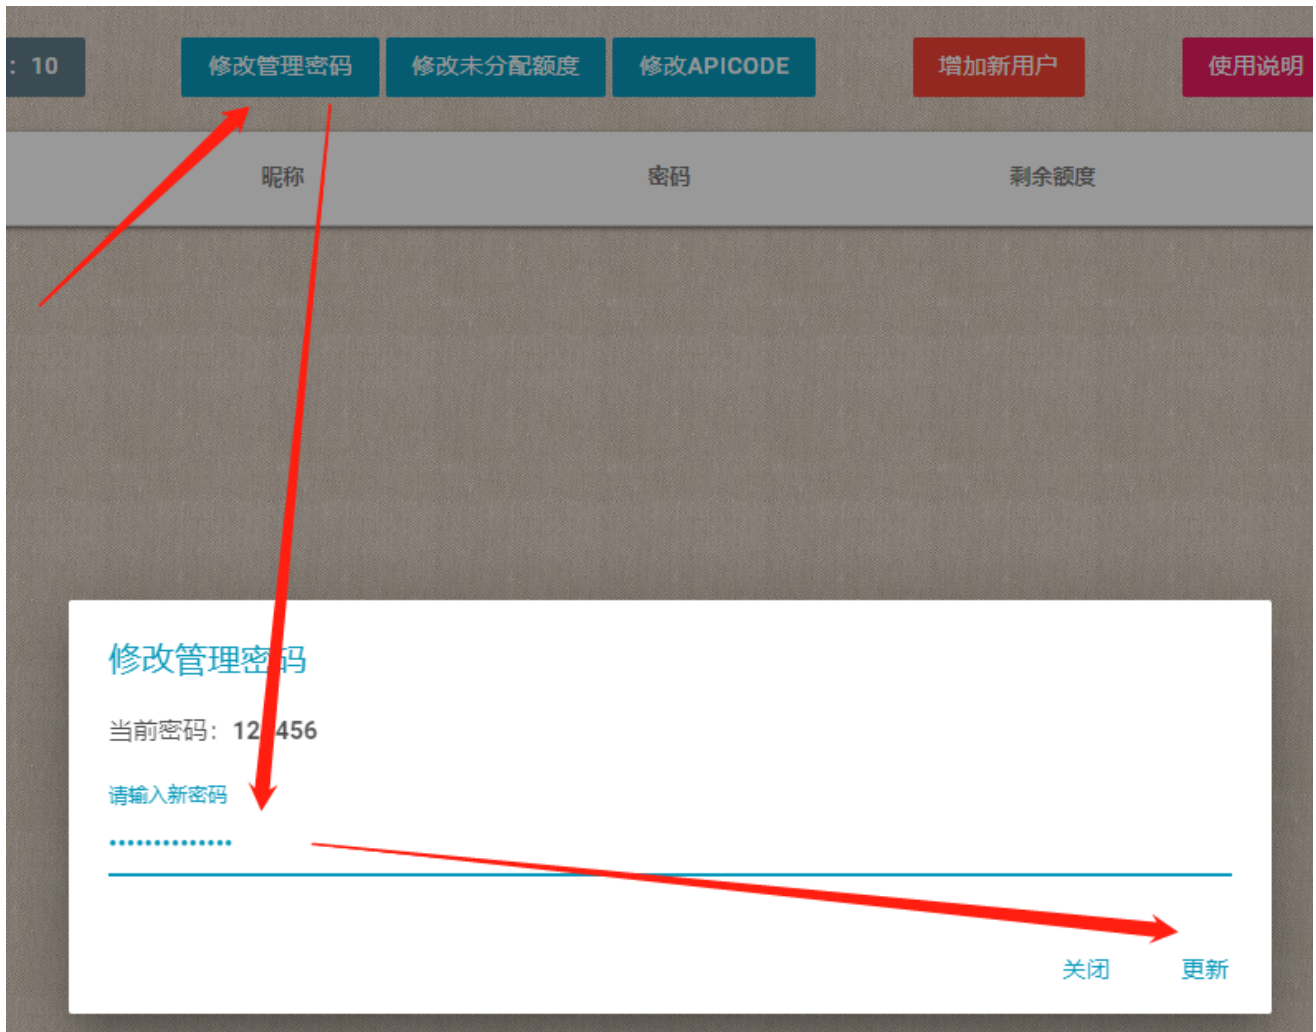 : 10 修改管理密码 修改未分配额度 修改APICODE 增加新用户 使用说明
昵称 密码 剩余额度
修改管理密码
当前密码: 123456
请输入新密码
••••••••••••••
关闭 更新